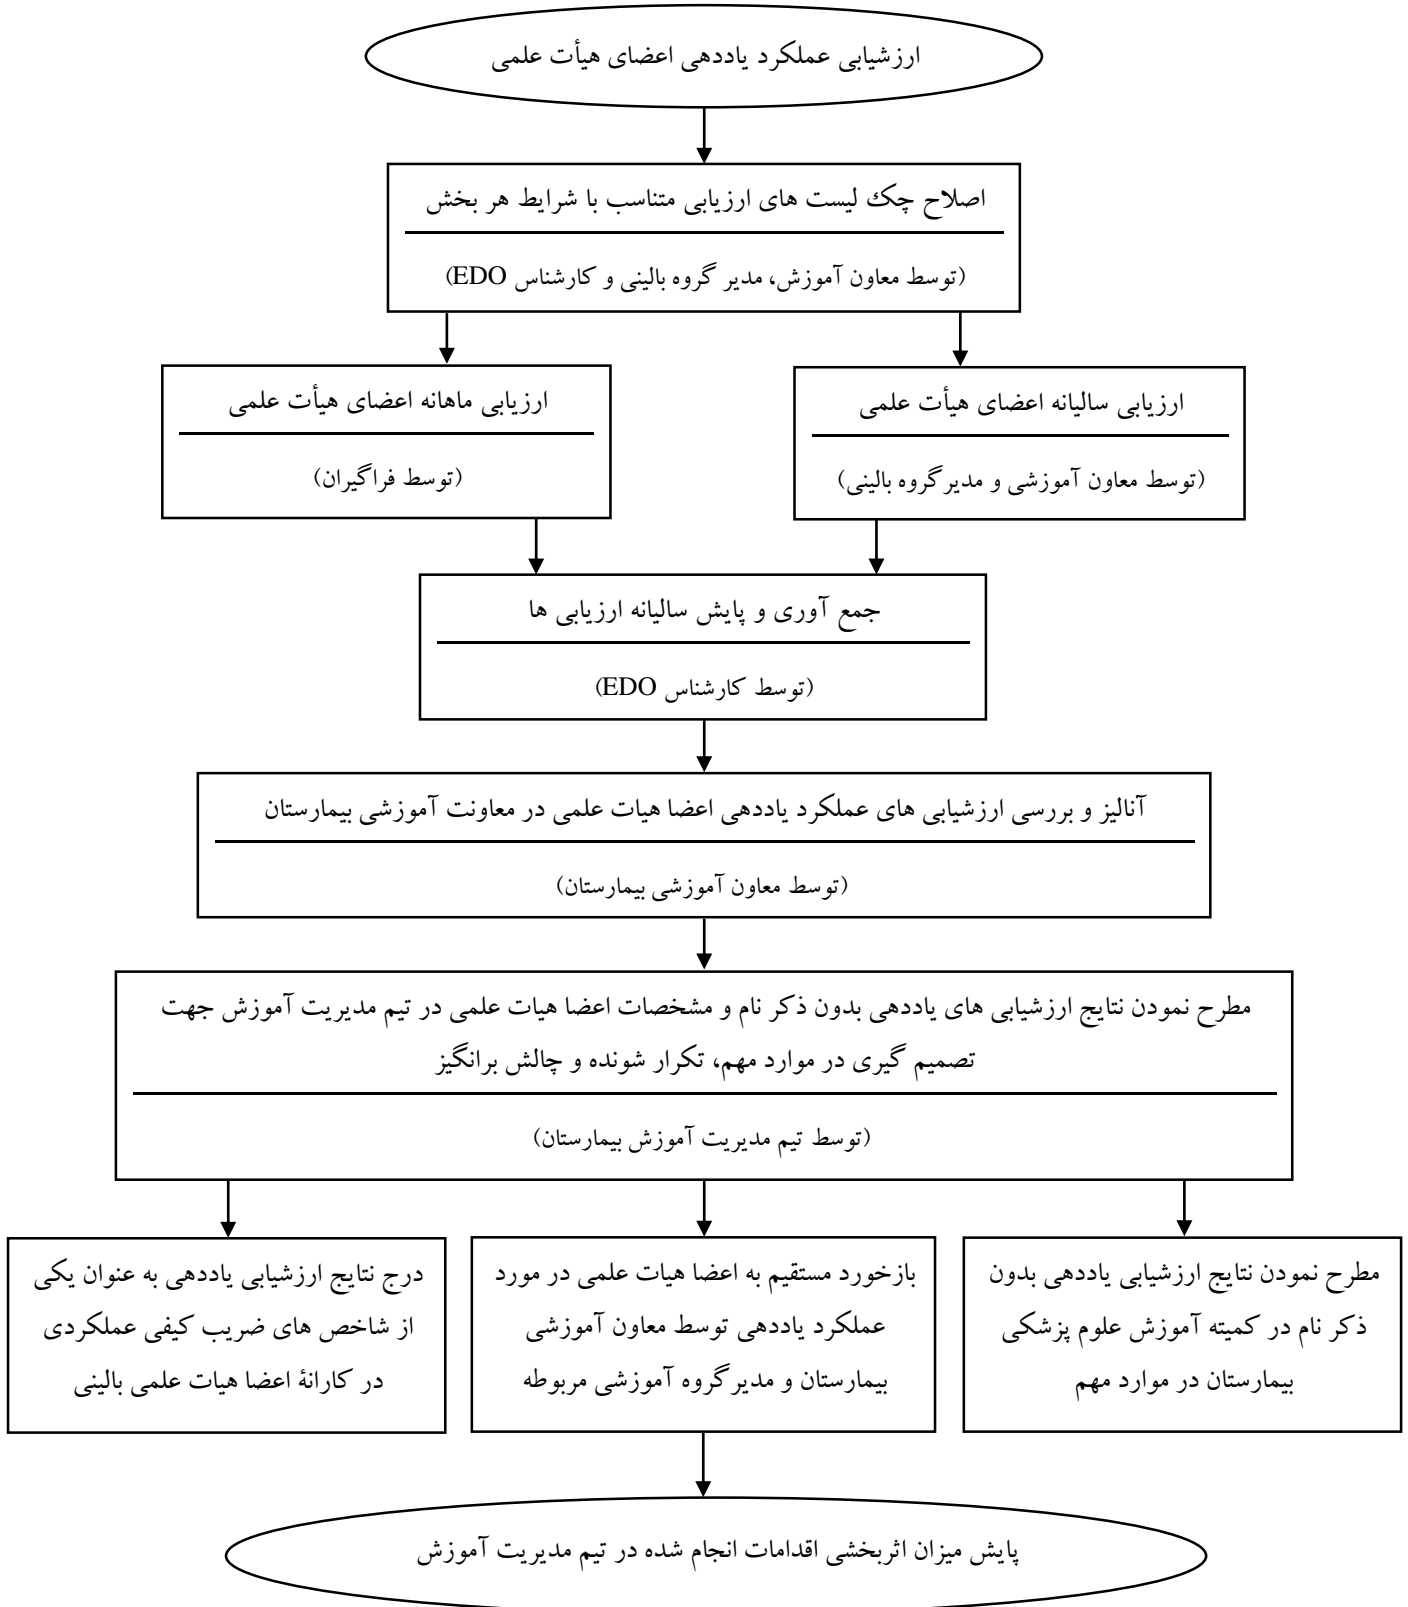 ارزشیابی عملکرد یاددهی اعضای هیأت علمی
اصلاح چک لیست های ارزیابی متناسب با شرایط هر بخش
(توسط معاون آموزش، مدیر گروه بالینی و کارشناس EDO)
ارزیابی سالیانه اعضای هیأت علمی
(توسط معاون آموزشی و مدیرگروه بالینی)
ارزیابی ماهانه اعضای هیأت علمی
(توسط فراگیران)
جمع آوری و پایش سالیانه ارزیابی ها
(توسط کارشناس EDO)
آنالیز و بررسی ارزشیابی های عملکرد یاددهی اعضا هیات علمی در معاونت آموزشی بیمارستان
(توسط معاون آموزشی بیمارستان)
مطرح نمودن نتایج ارزشیابی های یاددهی بدون ذکر نام و مشخصات اعضا هیات علمی در تیم مدیریت آموزش جهت
تصمیم گیری در موارد مهم، تکرار شونده و چالش برانگیز
(توسط تیم مدیریت آموزش بیمارستان)
مطرح نمودن نتایج ارزشیابی یاددهی بدون
ذکر نام در کمیته آموزش علوم پزشکی
بیمارستان در موارد مهم
بازخورد مستقیم به اعضا هیات علمی در مورد
عملکرد یاددهی توسط معاون آموزشی
بیمارستان و مدیرگروه آموزشی مربوطه
درج نتایج ارزشیابی یاددهی به عنوان یکی
از شاخص های ضریب کیفی عملکردی
در کارانهٔ اعضا هیات علمی بالینی
پایش میزان اثربخشی اقدامات انجام شده در تیم مدیریت آموزش